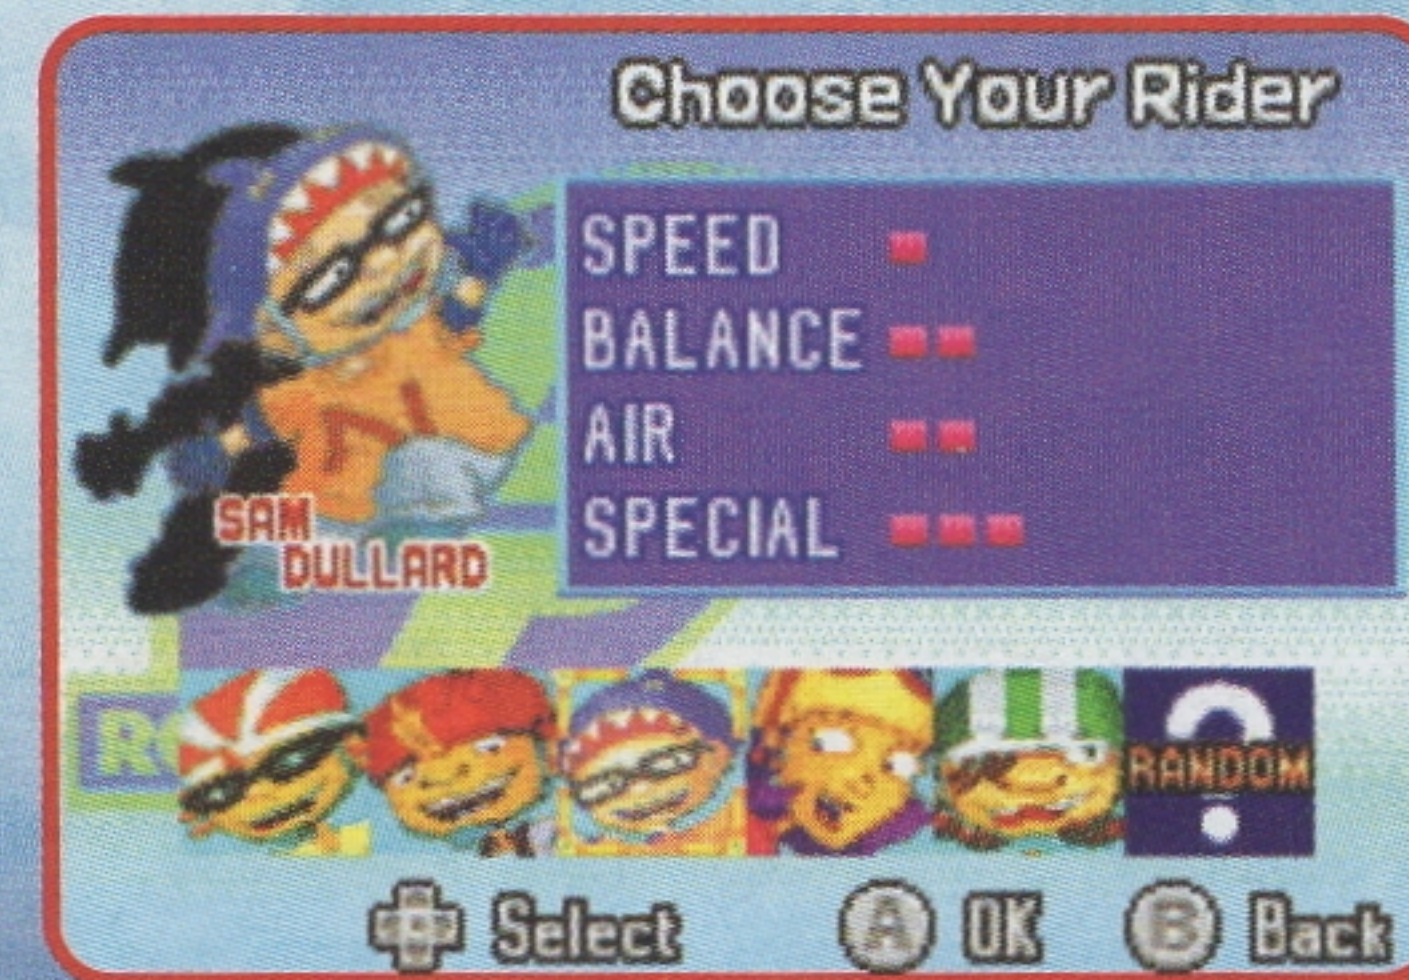 Choose Your Rider
SPEED
BALANCE
AIR
SPECIAL
SAM
DULLARD
RANDOM
Select
A OK
B Back